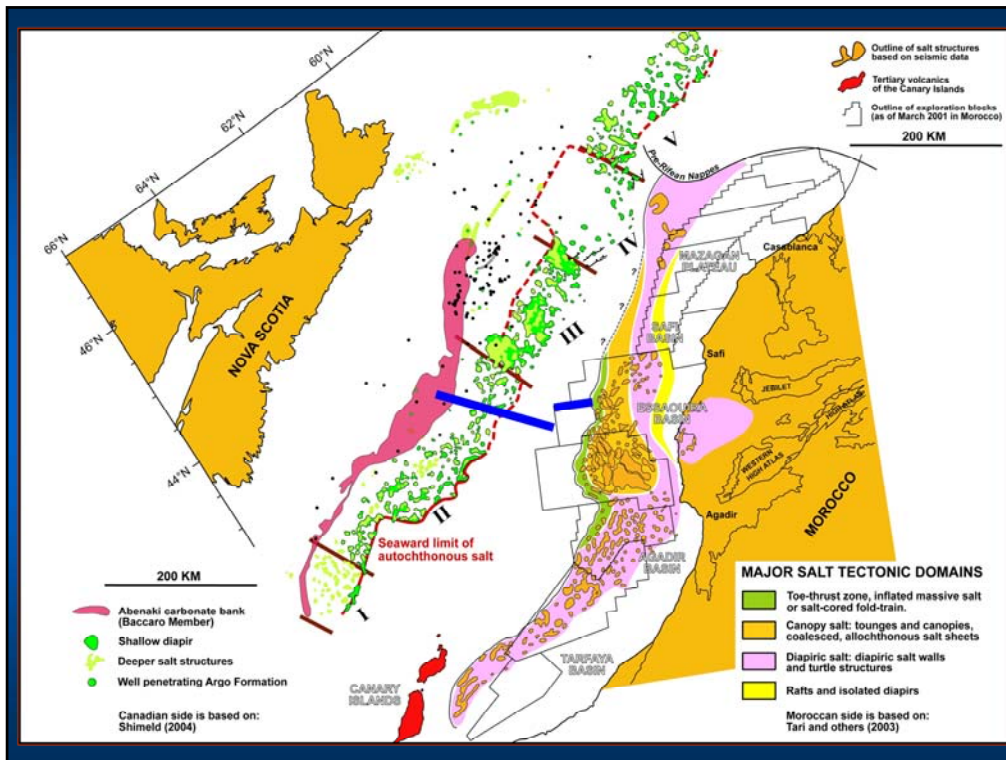 60°N
62°N
64°N
66°N
46°N
44°N
NOVA SCOTIA
Outline of salt structures
based on seismic data
Tertiary volcanics
of the Canary Islands
Outline of exploration blocks
(as of March 2001 in Morocco)
200 KM
V
Pre-Rifean Nappes
IV
?
?
?
III
II
I
Casablanca
MAZAGAN
PLATEAU
SAFI
BASIN
Safi
JEBILET
ESSAOUIRA
BASIN
HIGH ATLAS
WESTERN
HIGH ATLAS
MOROCCO
Agadir
AGADIR
BASIN
TARFAYA
BASIN
CANARY
ISLANDS
Seaward limit of
autochthonous salt
200 KM
Abenaki carbonate bank
(Baccaro Member)
Shallow diapir
Deeper salt structures
Well penetrating Argo Formation
Canadian side is based on:
Shimeld (2004)
MAJOR SALT TECTONIC DOMAINS
Toe-thrust zone, inflated massive salt
or salt-cored fold-train.
Canopy salt: tounges and canopies,
coalesced, allochthonous salt sheets
Diapiric salt: diapiric salt walls
and turtle structures
Rafts and isolated diapirs
Moroccan side is based on:
Tari and others (2003)